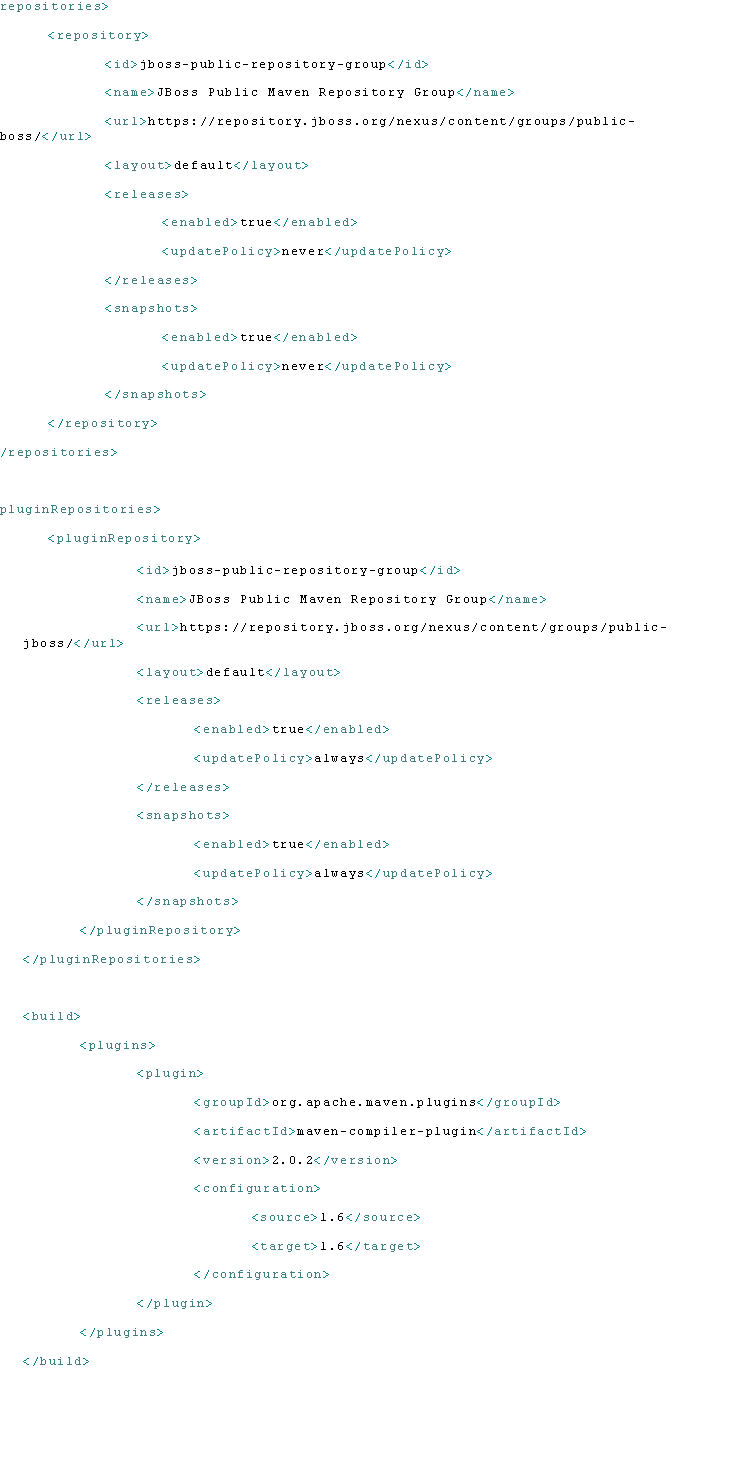 repositories>
<repository>
<id>jboss-public-repository-group</id>
<name>JBoss Public Maven Repository Group</name>
<url>https://repository.jboss.org/nexus/content/groups/public-
boss/</url>
<layout>default</layout>
<releases>
<enabled>true</enabled>
<updatePolicy>never</updatePolicy>
</releases>
<snapshots>
<enabled>true</enabled>
<updatePolicy>never</updatePolicy>
</snapshots>
</repository>
/repositories>
pluginRepositories>
<pluginRepository>
<id>jboss-public-repository-group</id>
<name>JBoss Public Maven Repository Group</name>
<url>https://repository.jboss.org/nexus/content/groups/public-
jboss/</url>
<layout>default</layout>
<releases>
<enabled>true</enabled>
<updatePolicy>always</updatePolicy>
</releases>
<snapshots>
<enabled>true</enabled>
<updatePolicy>always</updatePolicy>
</snapshots>
</pluginRepository>
</pluginRepositories>
<build>
<plugins>
<plugin>
<groupId>org.apache.maven.plugins</groupId>
<artifactId>maven-compiler-plugin</artifactId>
<version>2.0.2</version>
<configuration>
<source>1.6</source>
<target>1.6</target>
</configuration>
</plugin>
</plugins>
</build>